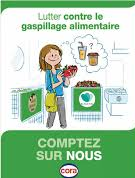 Lutter contre le
gaspillage alimentaire
COMPTEZ
SUR NOUS
cora